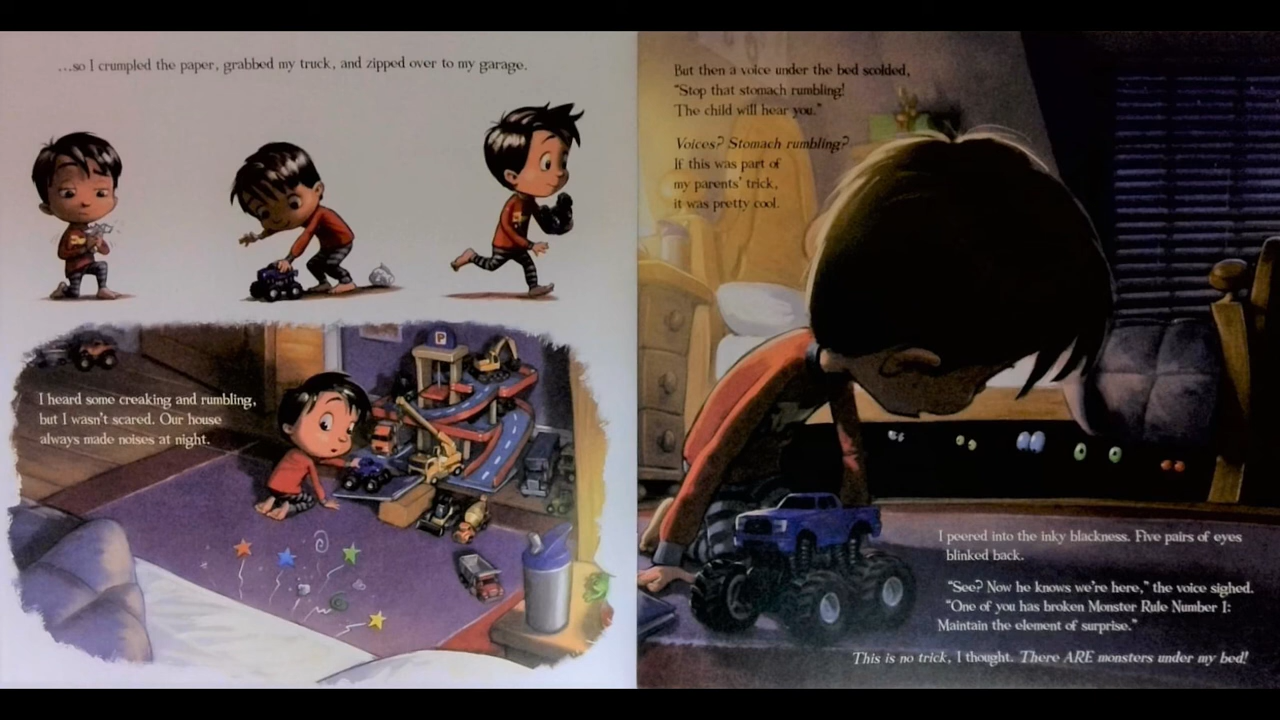 ...so I crumpled the paper, grabbed my truck, and zipped over to my garage.
P
I heard some creaking and rumbling,
but I wasn't scared. Our house
always made noises at night.
But then a voice under the bed scolded,
"Stop that stomach rumbling!
The child will hear you."
Voices? Stomach rumbling?
If this was part of
my parents' trick,
it was pretty cool.
I peered into the inky blackness. Five pairs of eyes
blinked back.
"See? Now he knows we're here," the voice sighed.
"One of you has broken Monster Rule Number 1:
Maintain the element of surprise."
This is no trick, I thought. There ARE monsters under my bed!